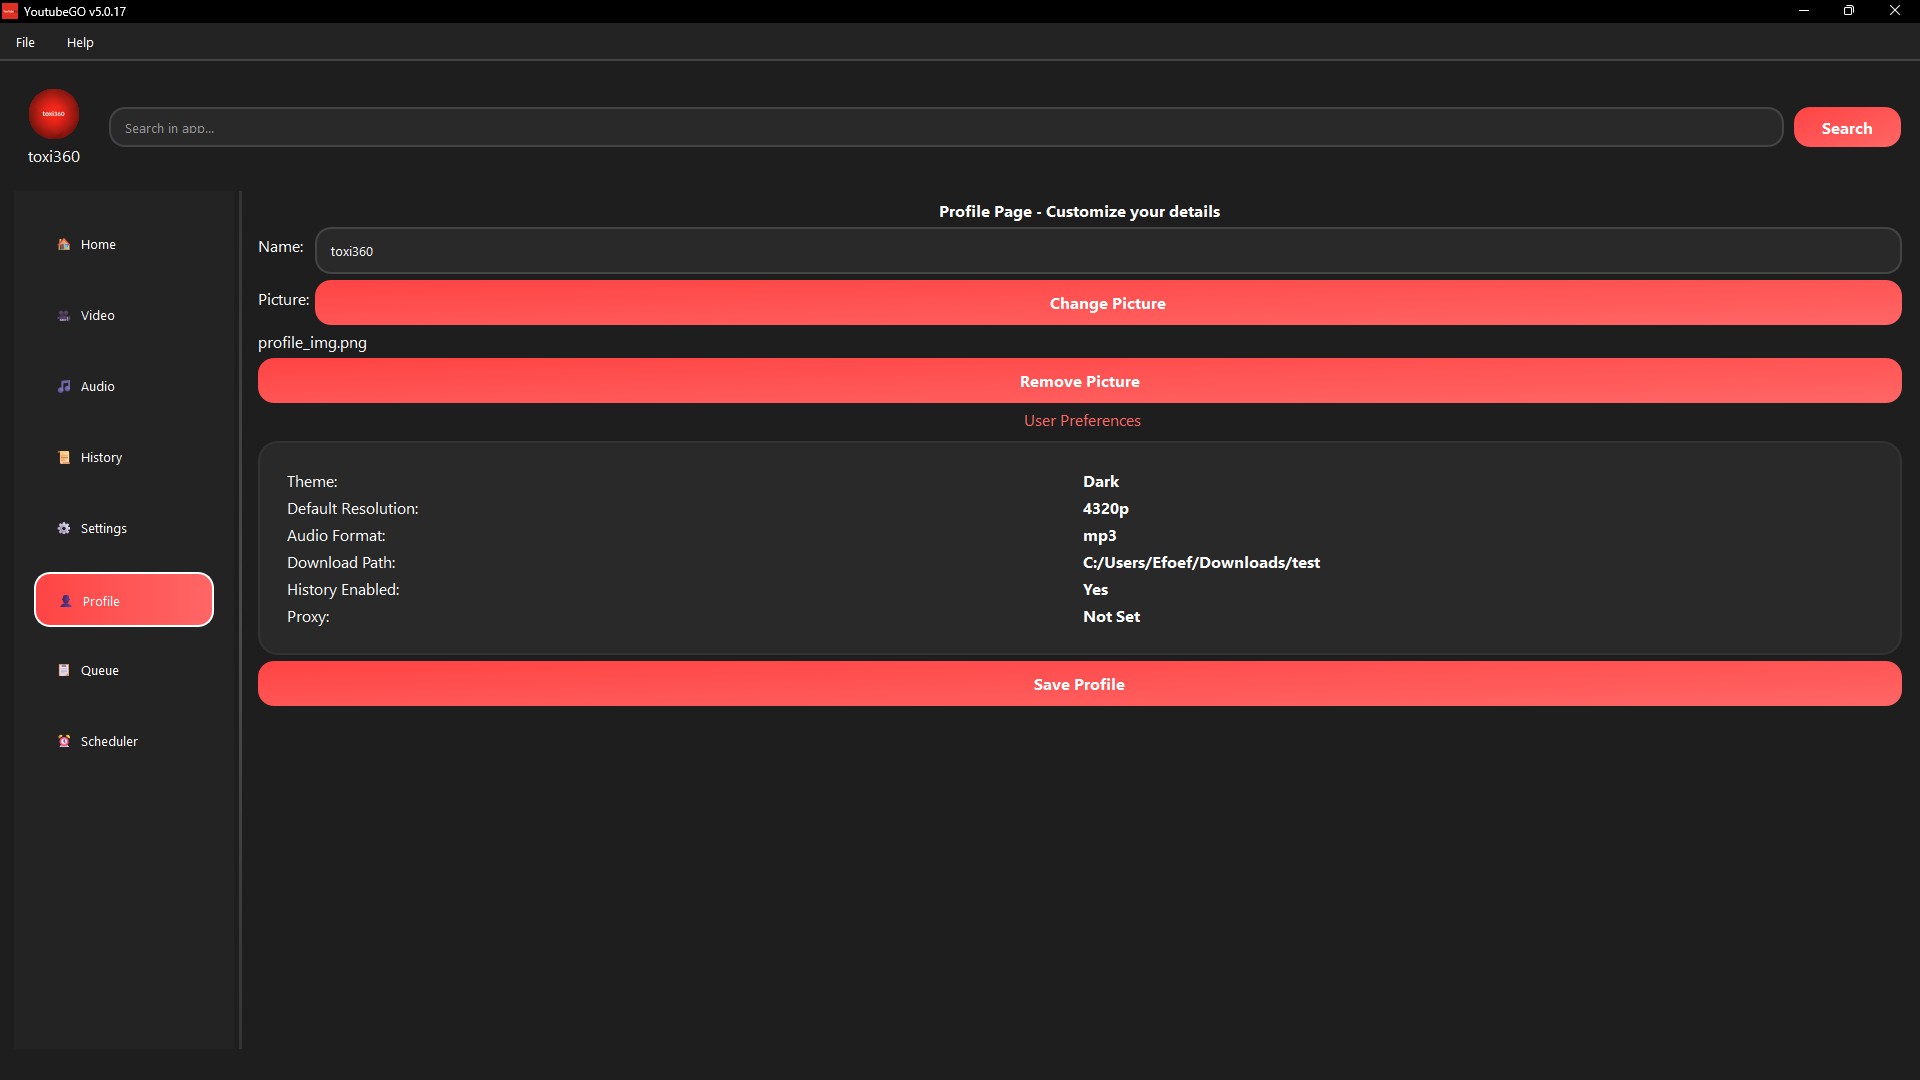 YoutubeGO v5.0.17
File Help
toxi360
Search in app...
Search
toxi360
Home
Video
Audio
History
Settings
Profile
Queue
Scheduler
Profile Page - Customize your details
Name: toxi360
Picture: Change Picture
profile_img.png
Remove Picture
User Preferences
Theme: Dark
Default Resolution: 4320p
Audio Format: mp3
Download Path: C:/Users/Efoef/Downloads/test
History Enabled: Yes
Proxy: Not Set
Save Profile